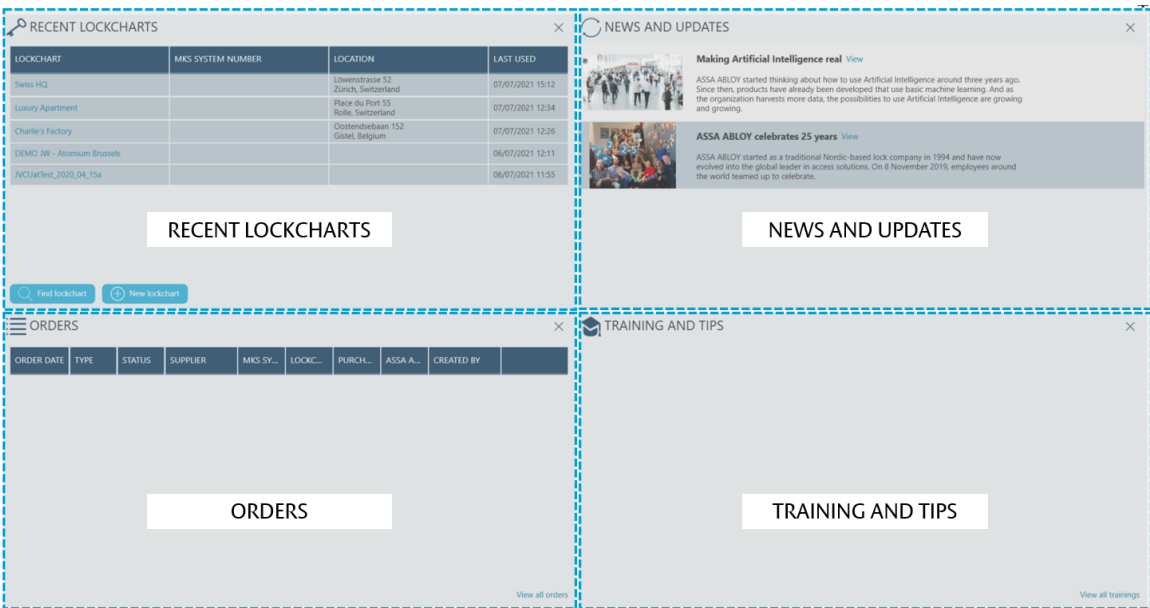 RECENT LOCKCHARTS
LOCKCHART MKS SYSTEM NUMBER LOCATION LAST USED
Swiss HQ Löwenstrasse 52 07/07/2021 15:12
Zürich, Switzerland
Luxury Apartment Place du Port 55 07/07/2021 12:34
Rolle, Switzerland
Charlie's Factory Oostendsebaan 152 07/07/2021 12:26
Gistel, Belgium
DEMO JW - Atomium Brussels 06/07/2021 12:11
JVCUatTest_2020_04_15a 06/07/2021 11:55
RECENT LOCKCHARTS
Find lockchart New lockchart
NEWS AND UPDATES
Making Artificial Intelligence real View
ASSA ABLOY started thinking about how to use Artificial Intelligence around three years ago.
Since then, products have already been developed that use basic machine learning. And as
the organization harvests more data, the possibilities to use Artificial Intelligence are growing
and growing.
ASSA ABLOY celebrates 25 years View
ASSA ABLOY started as a traditional Nordic-based lock company in 1994 and have now
evolved into the global leader in access solutions. On 8 November 2019, employees around
the world teamed up to celebrate.
NEWS AND UPDATES
ORDERS
ORDER DATE TYPE STATUS SUPPLIER MKS SY... LOCKC... PURCH... ASSA A... CREATED BY
ORDERS
View all orders
TRAINING AND TIPS
TRAINING AND TIPS
View all trainings